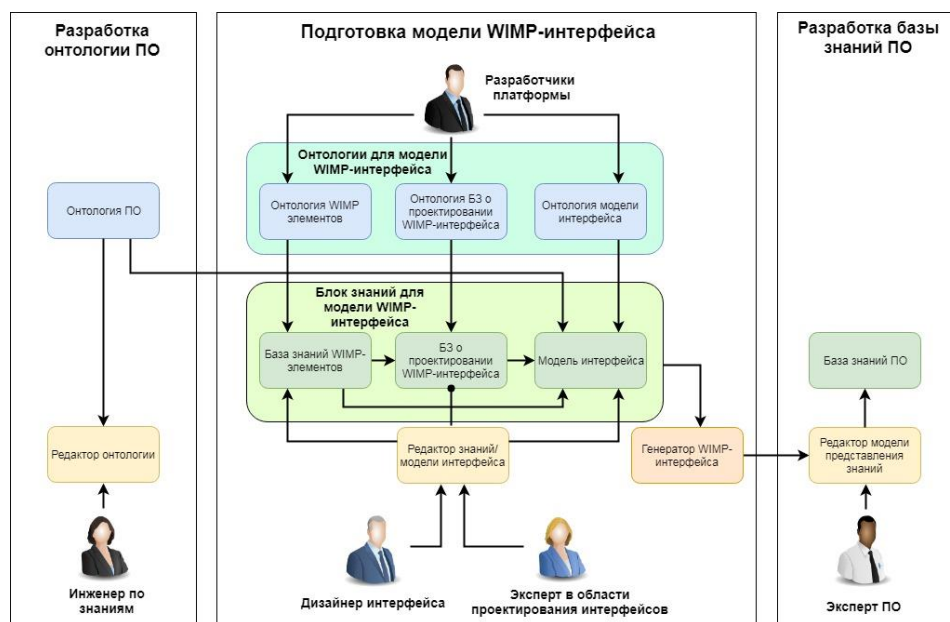 Разработка
онтологии ПО
Подготовка модели WIMP-интерфейса
Разработка базы
знаний ПО
Разработчики
платформы
Онтологии для модели
WIMP-интерфейса
Онтология ПО
Онтология WIMP
элементов
Онтология БЗ о
проектировании
WIMP-интерфейса
Онтология модели
интерфейса
Блок знаний для
модели WIMP-
интерфейса
База знаний WIMP-
элементов
БЗ о
проектировании
WIMP-интерфейса
Модель интерфейса
База знаний ПО
Редактор онтологии
Редактор знаний/
модели интерфейса
Генератор WIMP-
интерфейса
Редактор модели
представления
знаний
Инженер по
знаниям
Дизайнер интерфейса
Эксперт в области
проектирования интерфейсов
Эксперт ПО